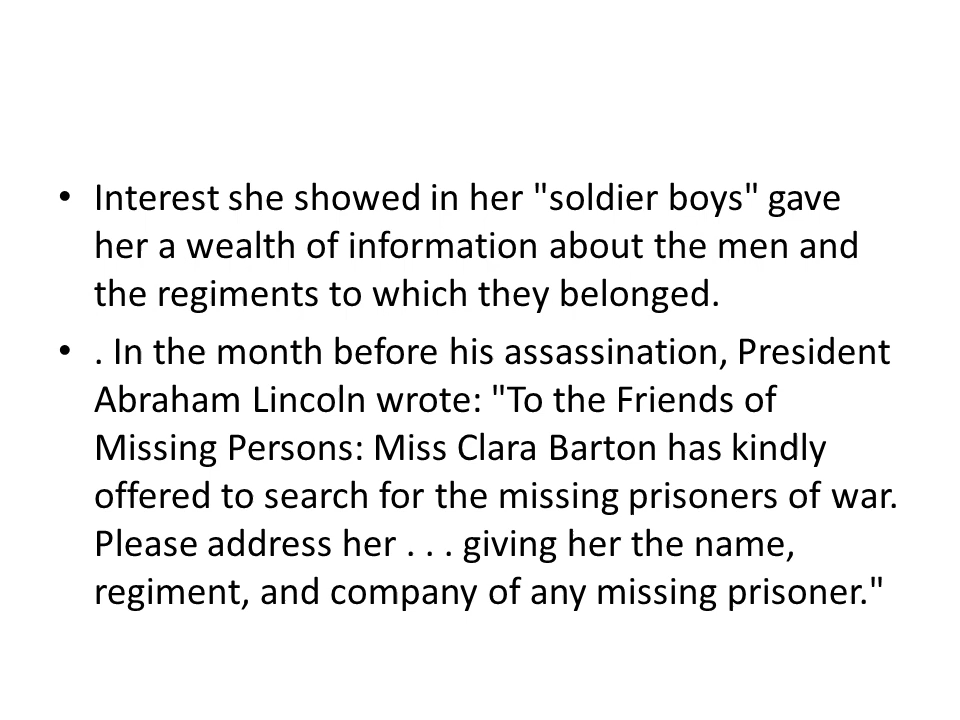 • Interest she showed in her "soldier boys" gave
her a wealth of information about the men and
the regiments to which they belonged.
• . In the month before his assassination, President
Abraham Lincoln wrote: "To the Friends of
Missing Persons: Miss Clara Barton has kindly
offered to search for the missing prisoners of war.
Please address her . . . giving her the name,
regiment, and company of any missing prisoner."